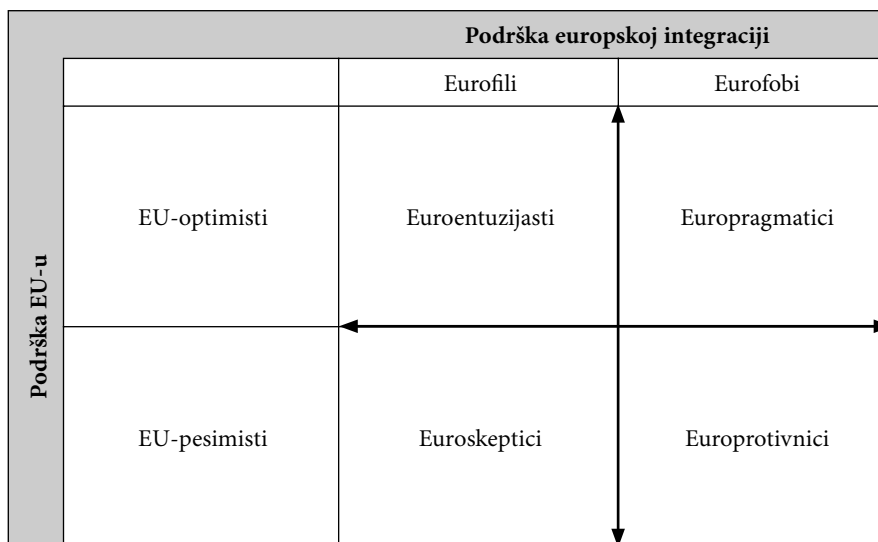 Podrška europskoj integraciji
Eurofili
Eurofobi
Podrška EU-u
EU-optimisti
Euroentuzijasti
Europragmatici
EU-pesimisti
Euroskeptici
Europrotivnici